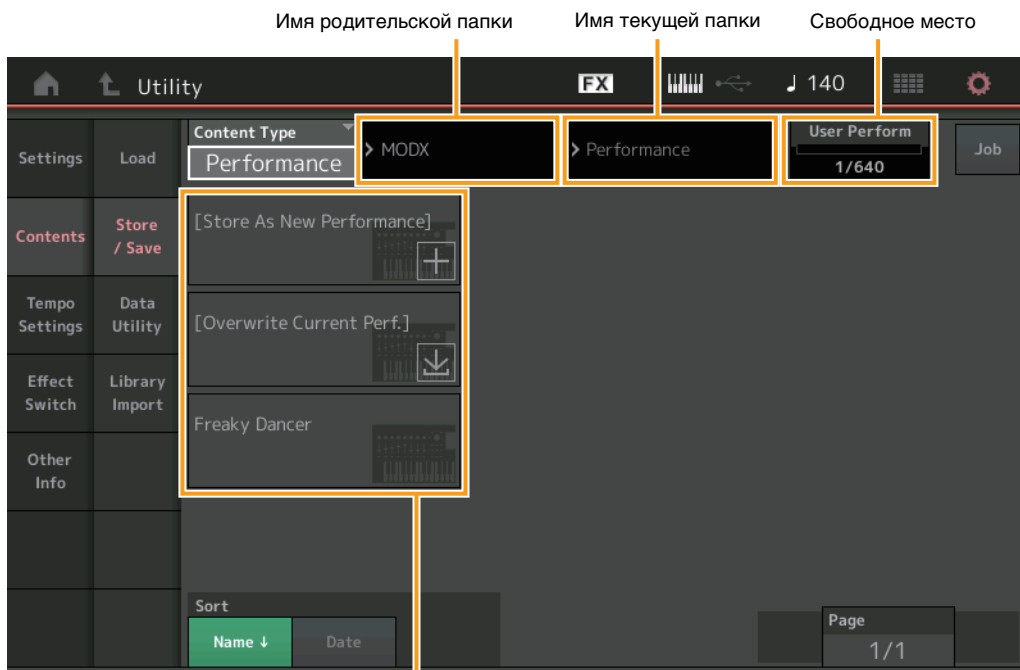 Имя родительской папки
Имя текущей папки
Свободное место
Utility
FX
140
Settings
Load
Content Type
Performance
> MODX
> Performance
User Perform
1/640
Job
Contents
Store
/ Save
[Store As New Performance]
Tempo
Settings
Data
Utility
[Overwrite Current Perf.]
Effect
Switch
Library
Import
Freaky Dancer
Other
Info
Sort
Name ↓
Date
Page
1/1